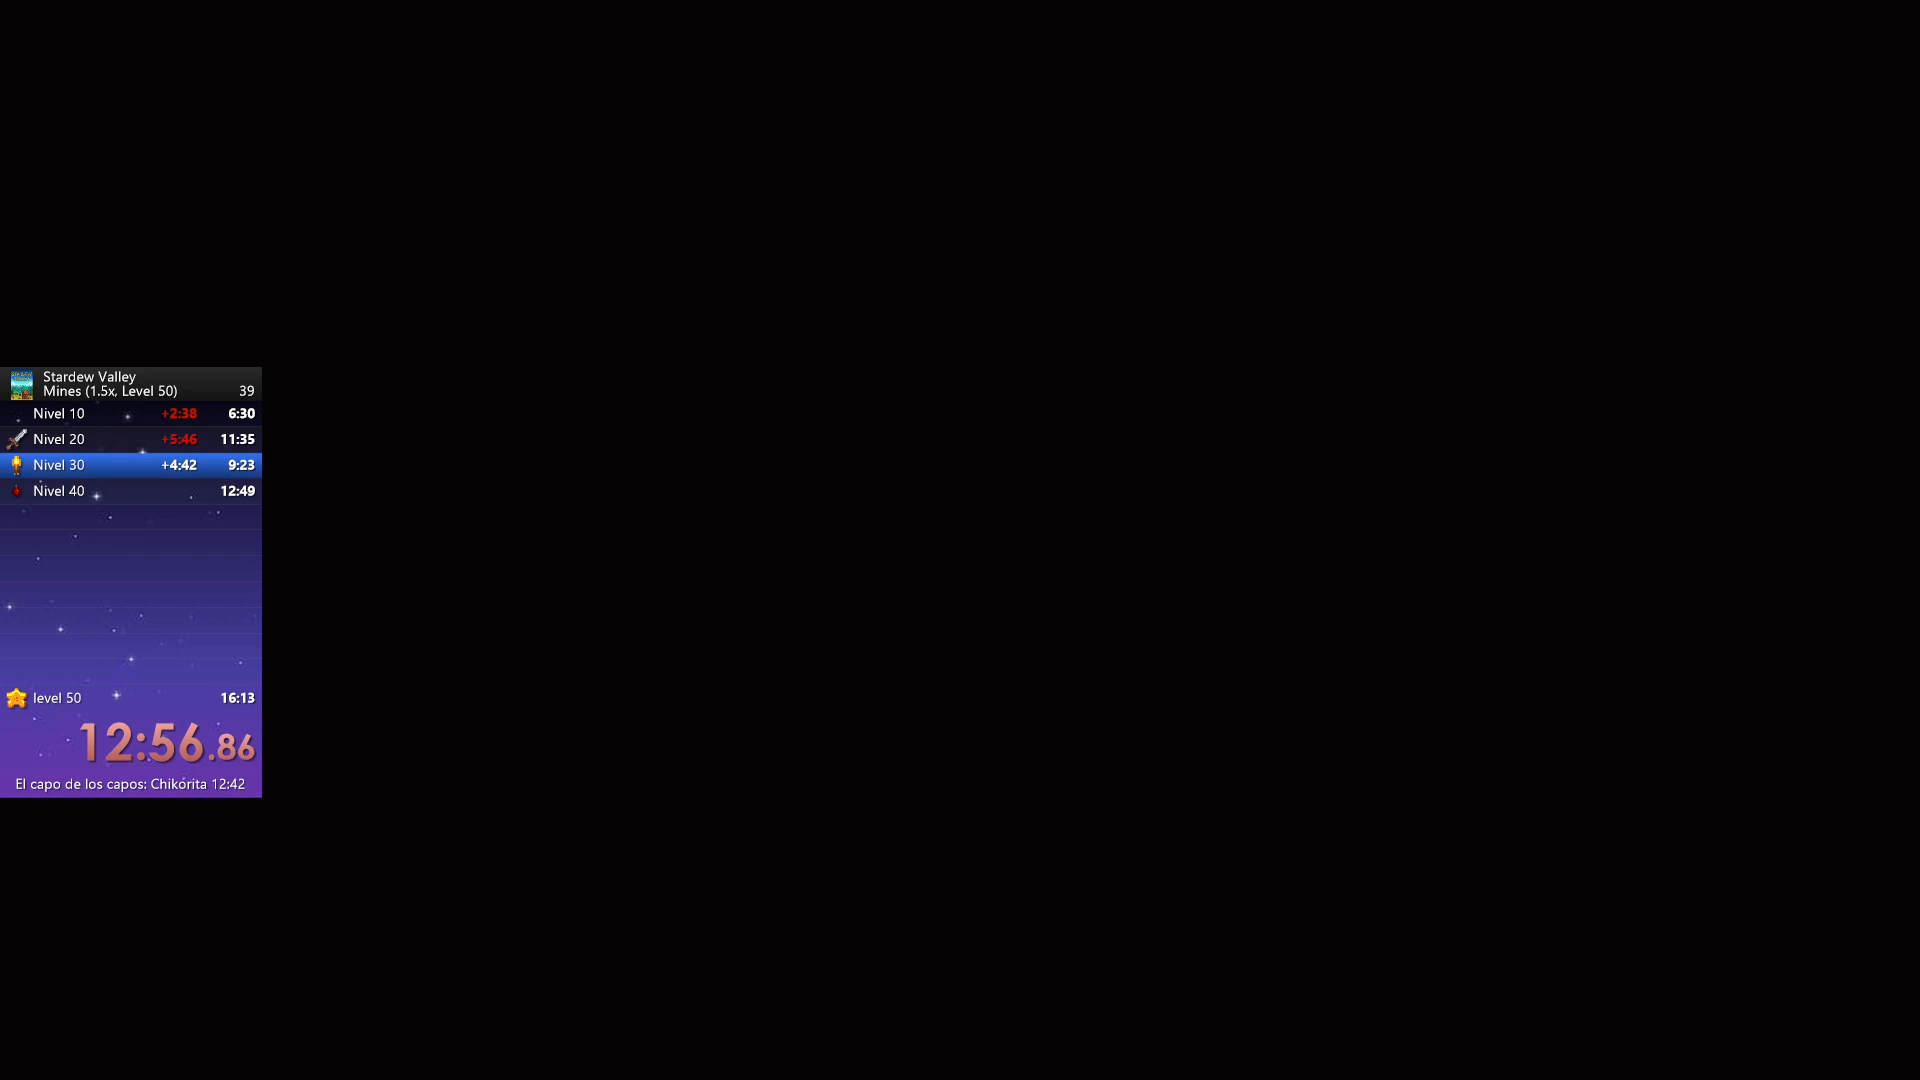 Stardew Valley
Mines (1.5x, Level 50) 39
Nivel 10 +2:38 6:30
Nivel 20 +5:46 11:35
Nivel 30 +4:42 9:23
Nivel 40 12:49
level 50 16:13
12:56.86
El capo de los capos: Chikorita 12:42